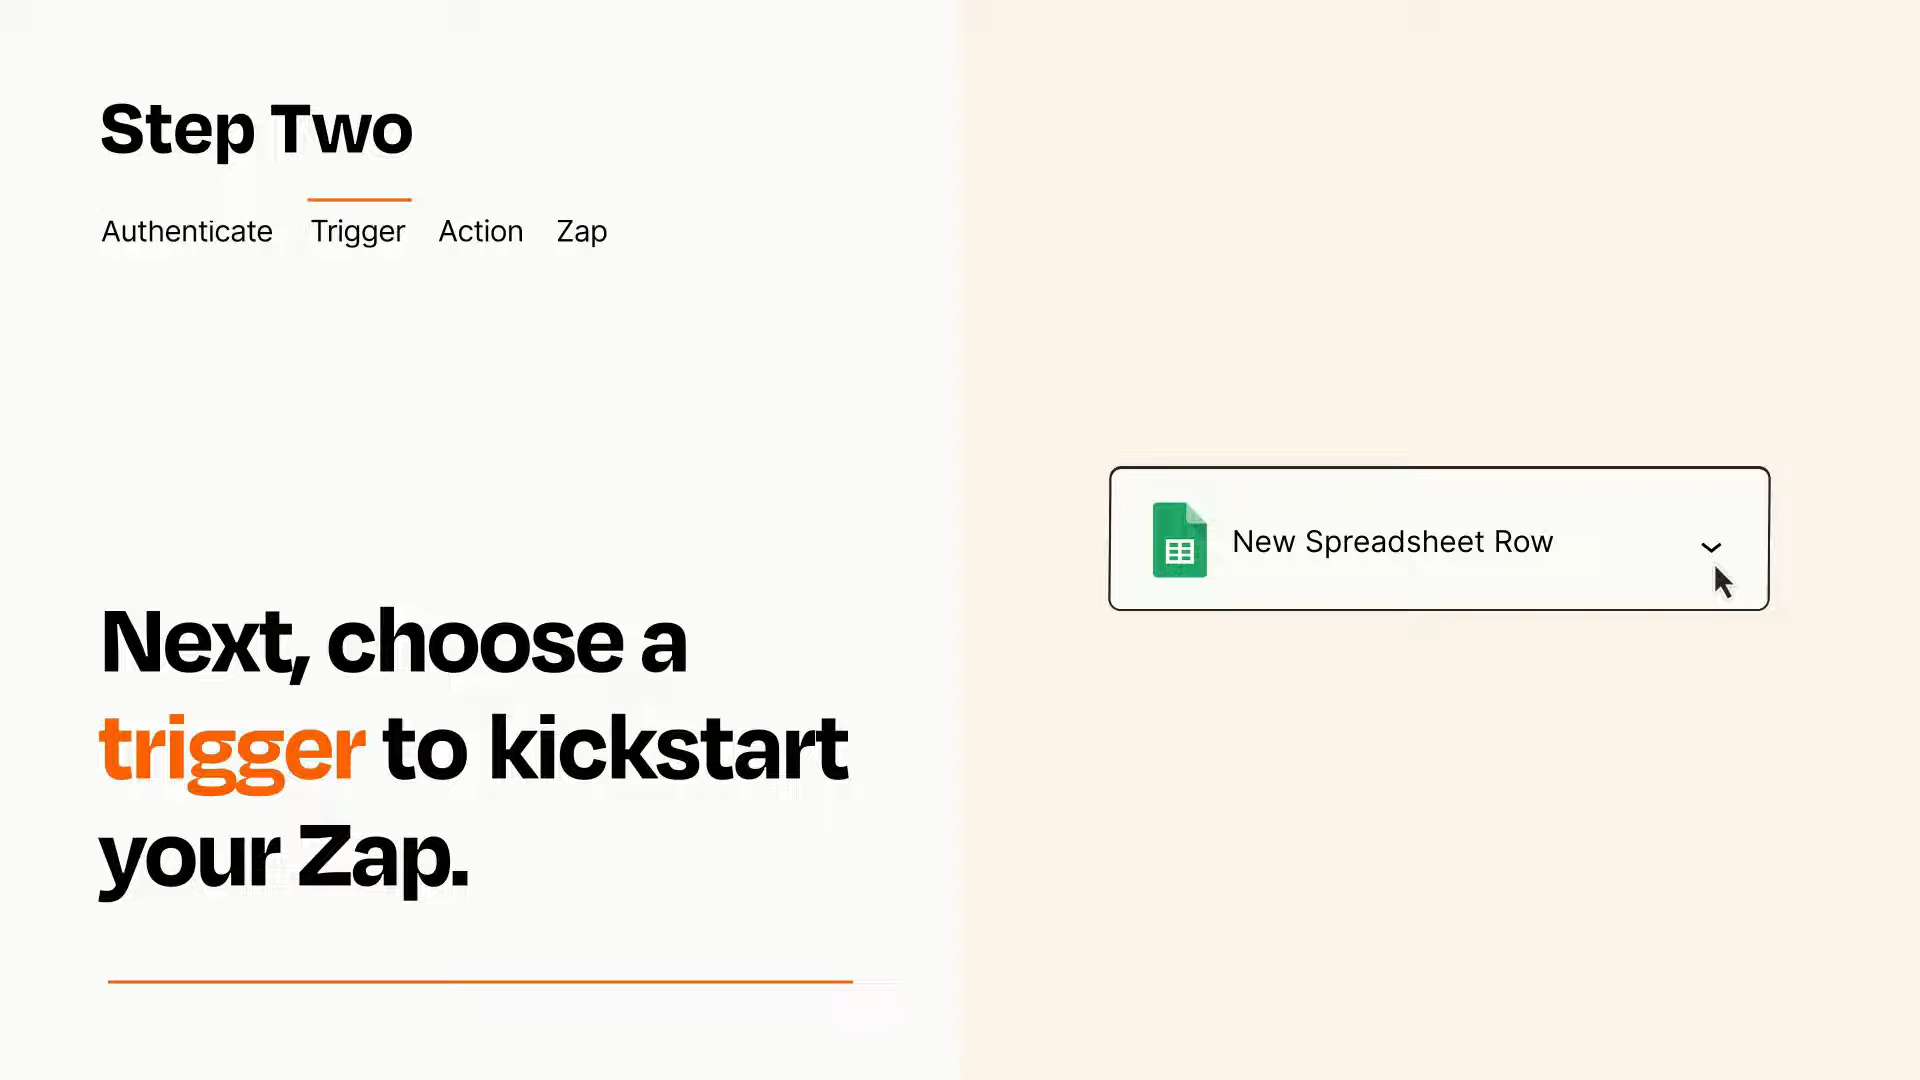 Step Two
Authenticate Trigger Action Zap
Next, choose a
trigger to kickstart
your Zap.
New Spreadsheet Row